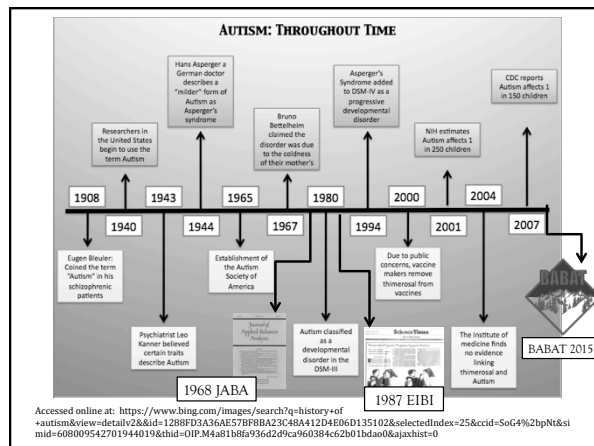 AUTISM: THROUGHOUT TIME
Hans Asperger a
German doctor
describes a
"milder" form of
Autism as
Asperger's
syndrome
Asperger's
Syndrome added
to DSM-IV as a
progressive
developmental
disorder
CDC reports
Autism affects 1
in 150 children
Researchers in
the United States
begin to use the
term Autism
Bruno
Bettelheim
claimed the
disorder was due
to the coldness
of their mother's
NIH estimates
Autism affects 1
in 250 children
1908
1943
1965
1980
2000
2004
1940
1944
1967
1994
2001
2007
Eugen Bleuler:
Coined the term
"Autism" in his
schizophrenic
patients
Establishment of
the Autism
Society of
America
Due to public
concerns, vaccine
makers remove
thimerosal from
vaccines
BABAT
Psychiatrist Leo
Kanner believed
certain traits
describe Autism
Journal of
Applied Behavior
Analysis
Autism classified
as a
developmental
disorder in the
DSM-III
ScienceTimes
The Institute of
medicine finds
no evidence
linking
thimerosal and
Autism
BABAT 2015
1968 JABA
1987 EIBI
Accessed online at: https://www.bing.com/images/search?q=history+of
+autism&view=detailv2&&id=1288FD3A36AE57BF8BA23C48A412D4E06D135102&selectedIndex=25&ccid=SoG4%2bpNt&si
mid=608009542701944019&thid=OIP.M4a81b8fa936d2d9ca960384c62b01bdao0&ajaxhist=0